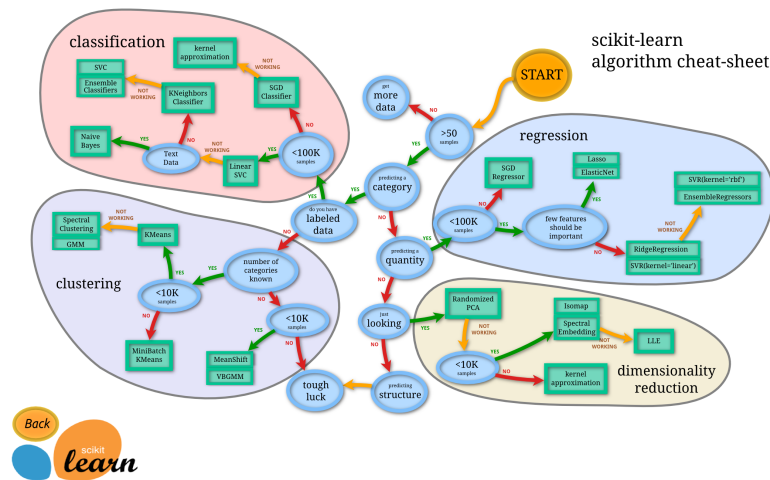 scikit-learn
algorithm cheat-sheet
START
>50
samples
NO
get
more
data
YES
predicting a
category
YES
do you have
labeled
data
YES
classification
<100K
samples
YES
Linear
SVC
NOT
WORKING
Text
Data
YES
Naive
Bayes
NO
KNeighbors
Classifier
NOT
WORKING
SVC
Ensemble
Classifiers
NO
SGD
Classifier
NOT
WORKING
kernel
approximation
NO
clustering
number of
categories
known
YES
<10K
samples
YES
KMeans
NOT
WORKING
Spectral
Clustering
GMM
NO
MiniBatch
KMeans
NO
<10K
samples
YES
MeanShift
VBGMM
NO
tough
luck
NO
predicting a
quantity
YES
regression
<100K
samples
NO
SGD
Regressor
YES
few features
should be
important
YES
Lasso
ElasticNet
NO
RidgeRegression
SVR(kernel='linear')
NOT
WORKING
SVR(kernel='rbf')
EnsembleRegressors
NO
just
looking
YES
Randomized
PCA
NOT
WORKING
<10K
samples
YES
Isomap
Spectral
Embedding
NOT
WORKING
LLE
NO
kernel
approximation
dimensionality
reduction
NO
predicting
structure
Back
scikit
learn